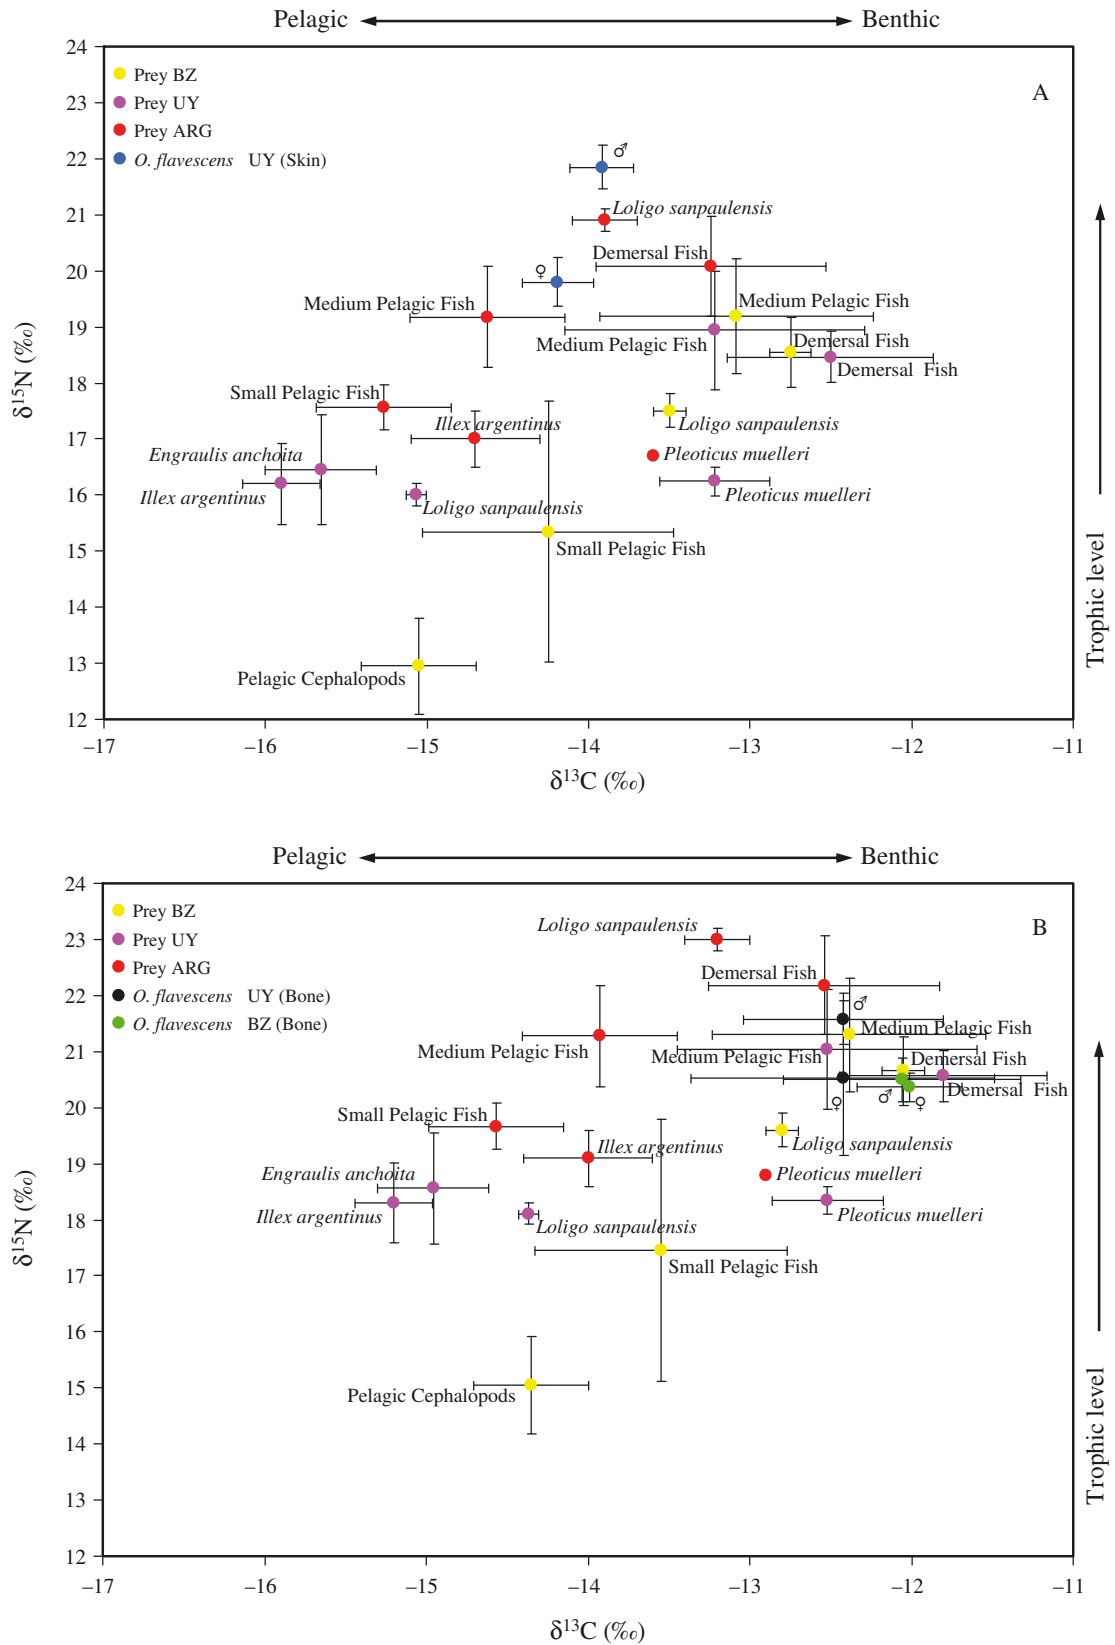 Pelagic
Benthic
A
Prey BZ
Prey UY
Prey ARG
O. flavescens UY (Skin)
♂
Loligo sanpaulensis
Demersal Fish
♀
Medium Pelagic Fish
Medium Pelagic Fish
Medium Pelagic Fish
Demersal Fish
Demersal Fish
Small Pelagic Fish
Illex argentinus
Loligo sanpaulensis
Engraulis anchoita
Pleoticus muelleri
Illex argentinus
Loligo sanpaulensis
Pleoticus muelleri
Small Pelagic Fish
Pelagic Cephalopods
24
23
22
21
20
19
18
17
16
15
14
13
12
δ15N (‰)
Trophic level
–17 –16 –15 –14 –13 –12 –11
δ13C (‰)
Pelagic
Benthic
B
Prey BZ
Prey UY
Prey ARG
O. flavescens UY (Bone)
O. flavescens BZ (Bone)
Loligo sanpaulensis
Demersal Fish
♂
Medium Pelagic Fish
Medium Pelagic Fish
Medium Pelagic Fish
Demersal Fish
Demersal Fish
♀
♂
♀
Small Pelagic Fish
Illex argentinus
Loligo sanpaulensis
Engraulis anchoita
Pleoticus muelleri
Illex argentinus
Loligo sanpaulensis
Pleoticus muelleri
Small Pelagic Fish
Pelagic Cephalopods
24
23
22
21
20
19
18
17
16
15
14
13
12
δ15N (‰)
Trophic level
–17 –16 –15 –14 –13 –12 –11
δ13C (‰)